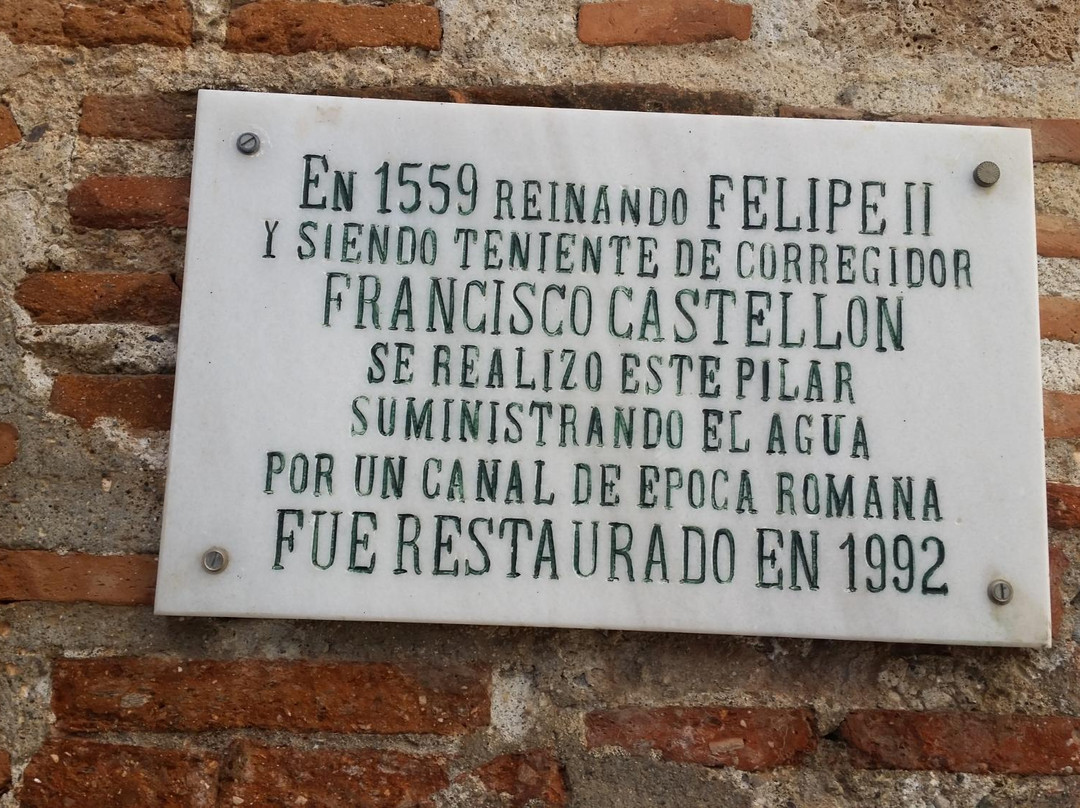 EN 1559 REINANDO FELIPE II
Y SIENDO TENIENTE DE CORREGIDOR
FRANCISCO CASTELLON
SE REALIZO ESTE PILAR
SUMINISTRANDO EL AGUA
POR UN CANAL DE EPOCA ROMANA
FUE RESTAURADO EN 1992